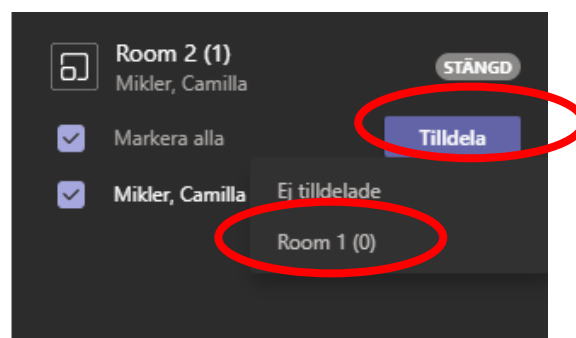 Room 2 (1)
STÄNGD
Mikler, Camilla
Markera alla
Tilldela
Mikler, Camilla
Ej tilldelade
Room 1 (0)